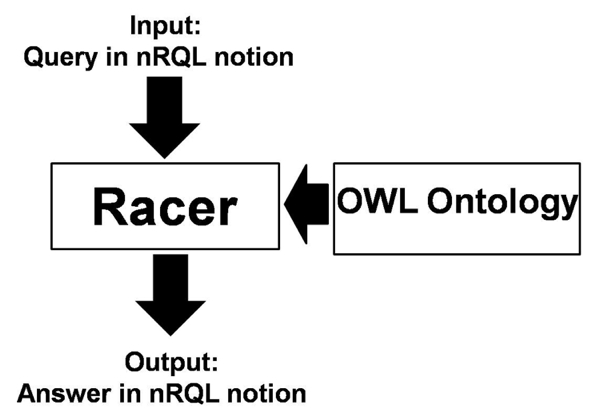 Input:
Query in nRQL notion
Racer
OWL Ontology
Output:
Answer in nRQL notion